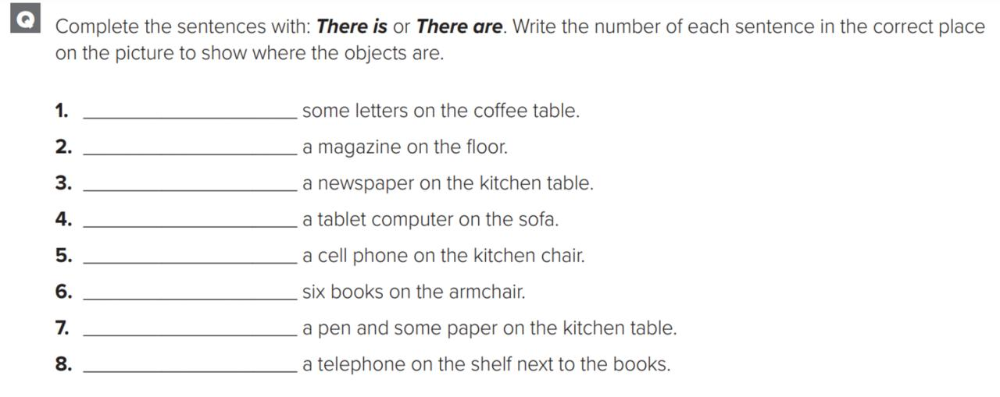 Q
Complete the sentences with: There is or There are. Write the number of each sentence in the correct place
on the picture to show where the objects are.
1. ____________________ some letters on the coffee table.
2. ____________________ a magazine on the floor.
3. ____________________ a newspaper on the kitchen table.
4. ____________________ a tablet computer on the sofa.
5. ____________________ a cell phone on the kitchen chair.
6. ____________________ six books on the armchair.
7. ____________________ a pen and some paper on the kitchen table.
8. ____________________ a telephone on the shelf next to the books.